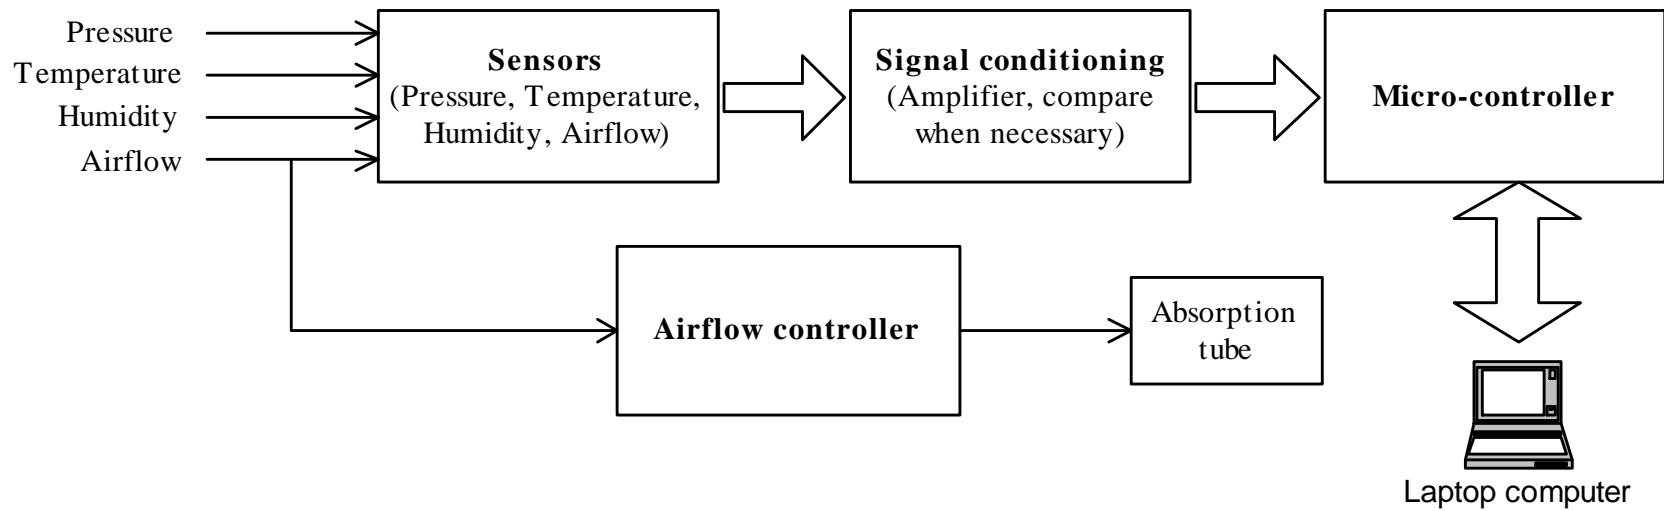 Pressure
Temperature
Humidity
Airflow
Sensors
(Pressure, Temperature,
Humidity, Airflow)
Signal conditioning
(Amplifier, compare
when necessary)
Micro-controller
Airflow controller
Absorption
tube
Laptop computer